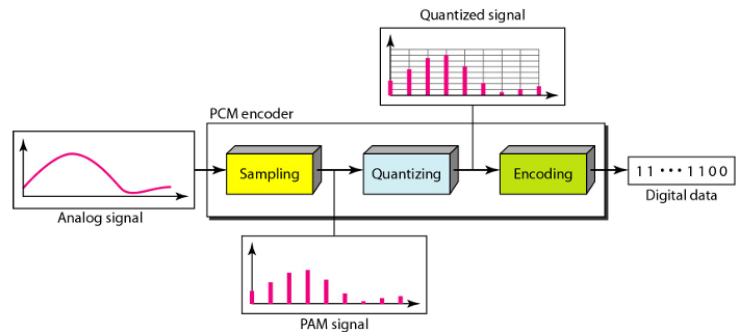 Quantized signal
PCM encoder
Sampling
Quantizing
Encoding
11 ••• 1100
Analog signal
Digital data
PAM signal